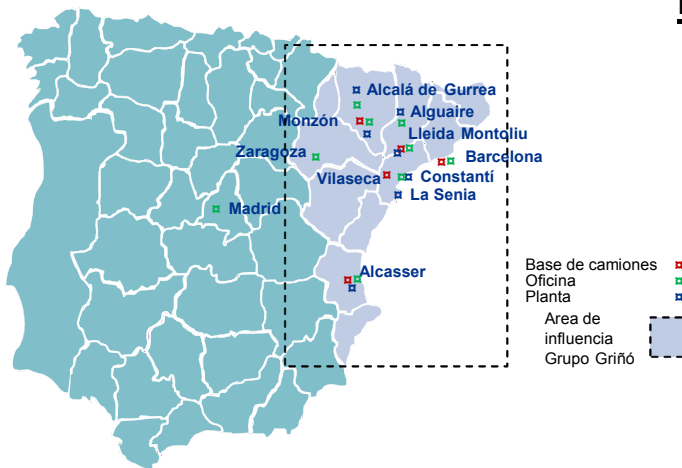 Alcalá de Gurrea
Alguaire
Monzón
Lleida Montoliu
Zaragoza
Barcelona
Vilaseca
Constantí
La Senia
Madrid
Alcasser
Base de camiones
Oficina
Planta
Area de
influencia
Grupo Griñó